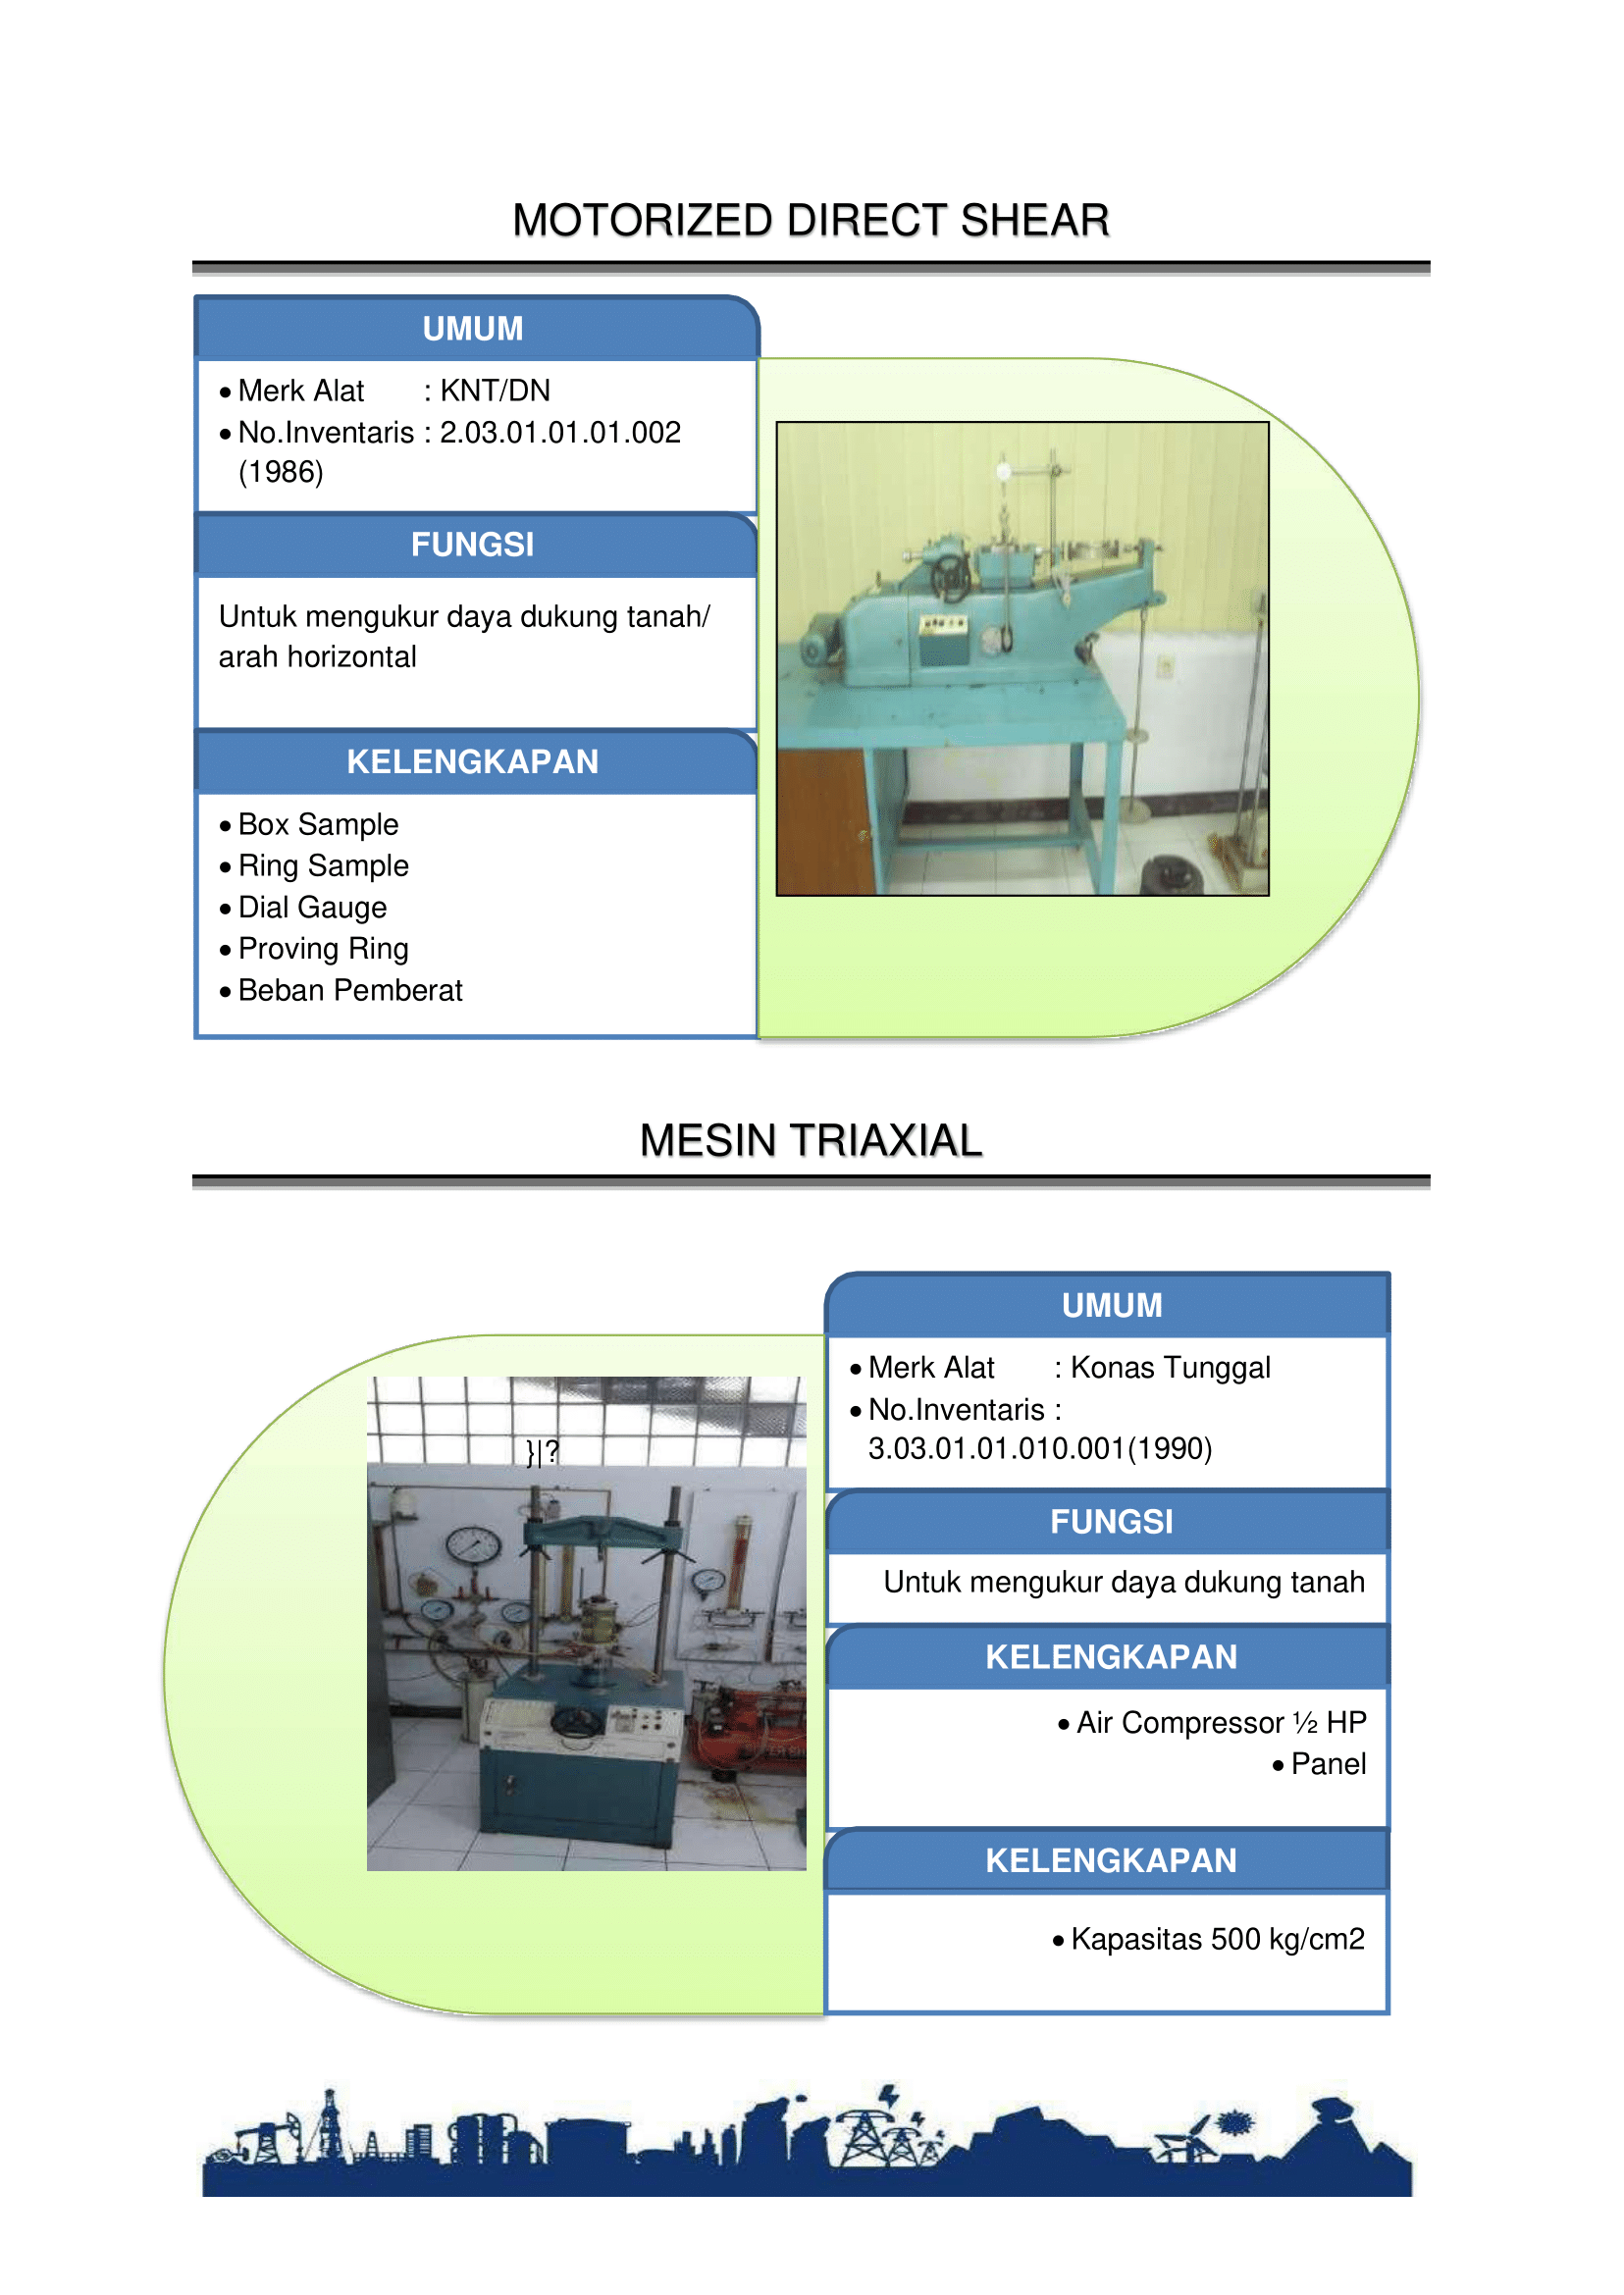 MOTORIZED DIRECT SHEAR
UMUM
• Merk Alat : KNT/DN
• No.Inventaris : 2.03.01.01.01.002
(1986)
FUNGSI
Untuk mengukur daya dukung tanah/
arah horizontal
KELENGKAPAN
• Box Sample
• Ring Sample
• Dial Gauge
• Proving Ring
• Beban Pemberat
MESIN TRIAXIAL
}|?
UMUM
• Merk Alat : Konas Tunggal
• No.Inventaris :
3.03.01.01.010.001(1990)
FUNGSI
Untuk mengukur daya dukung tanah
KELENGKAPAN
• Air Compressor ½ HP
• Panel
KELENGKAPAN
• Kapasitas 500 kg/cm2